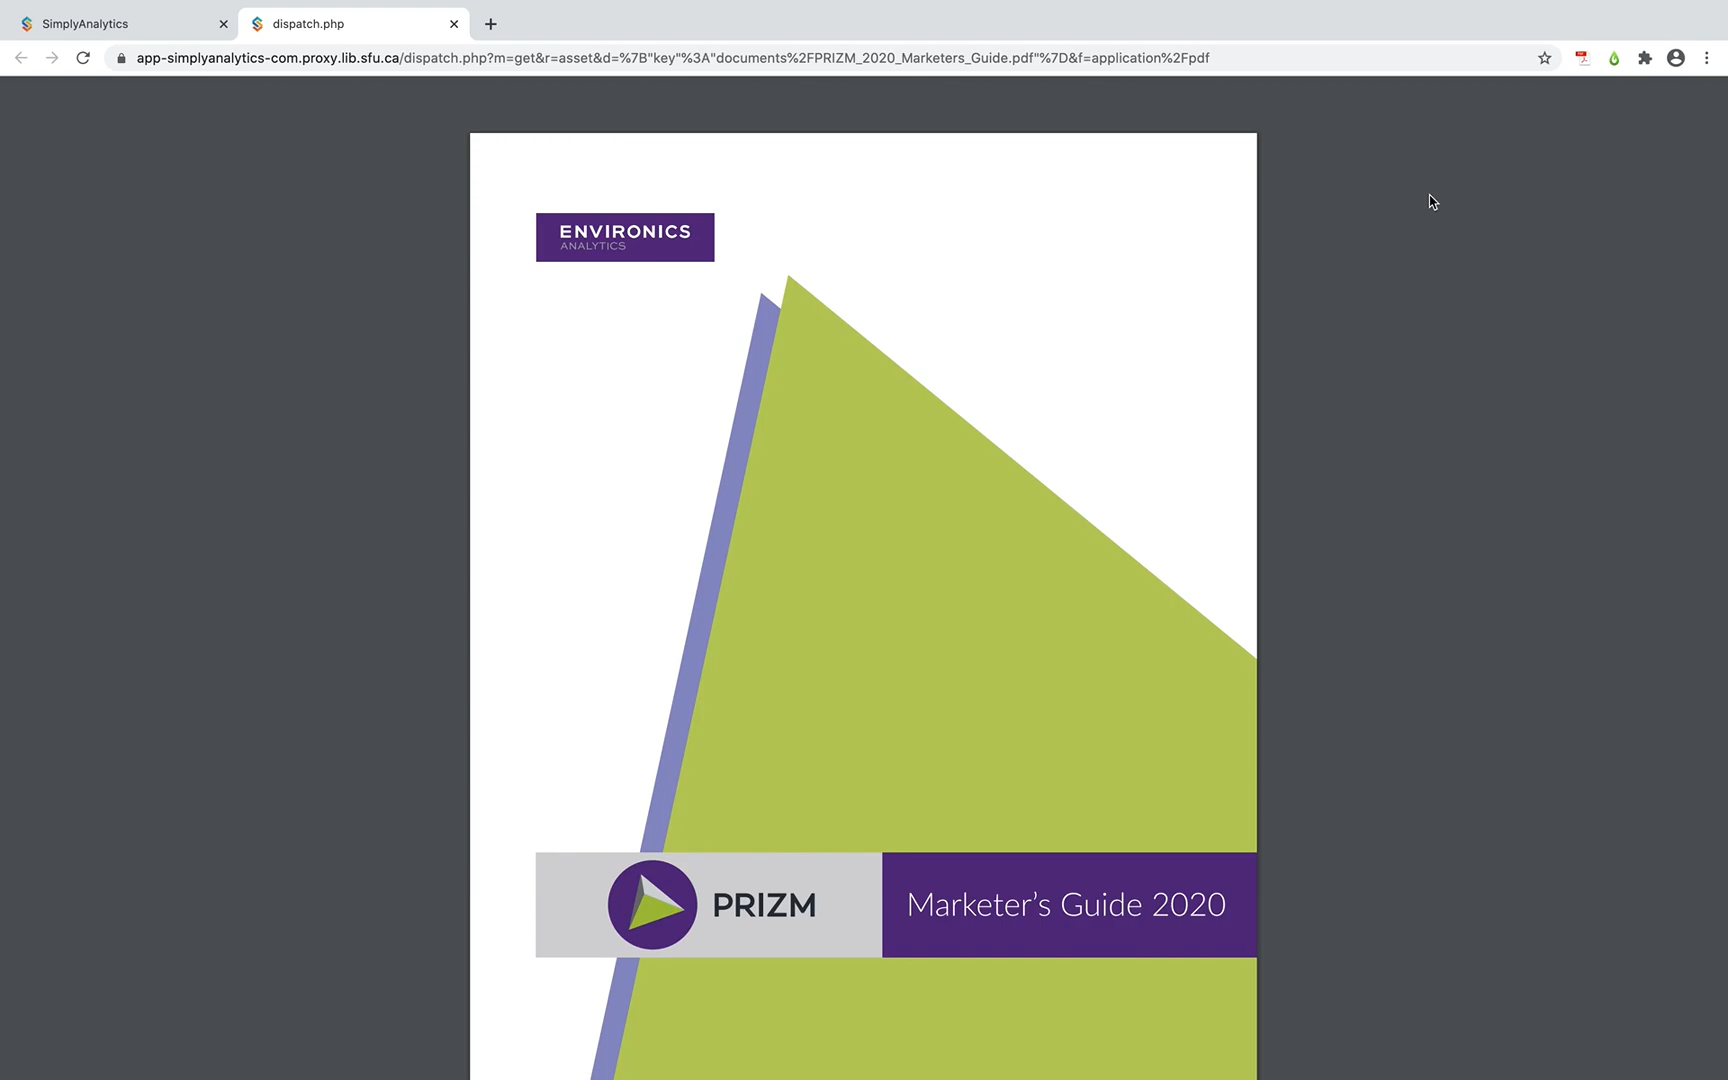 SimplyAnalytics
dispatch.php
app-simplyanalytics-com.proxy.lib.sfu.ca/dispatch.php?m=get&r=asset&d=%7B"key"%3A"documents%2FPRIZM_2020_Marketers_Guide.pdf"%7D&f=application%2Fpdf
ENVIRONICS
ANALYTICS
PRIZM
Marketer’s Guide 2020